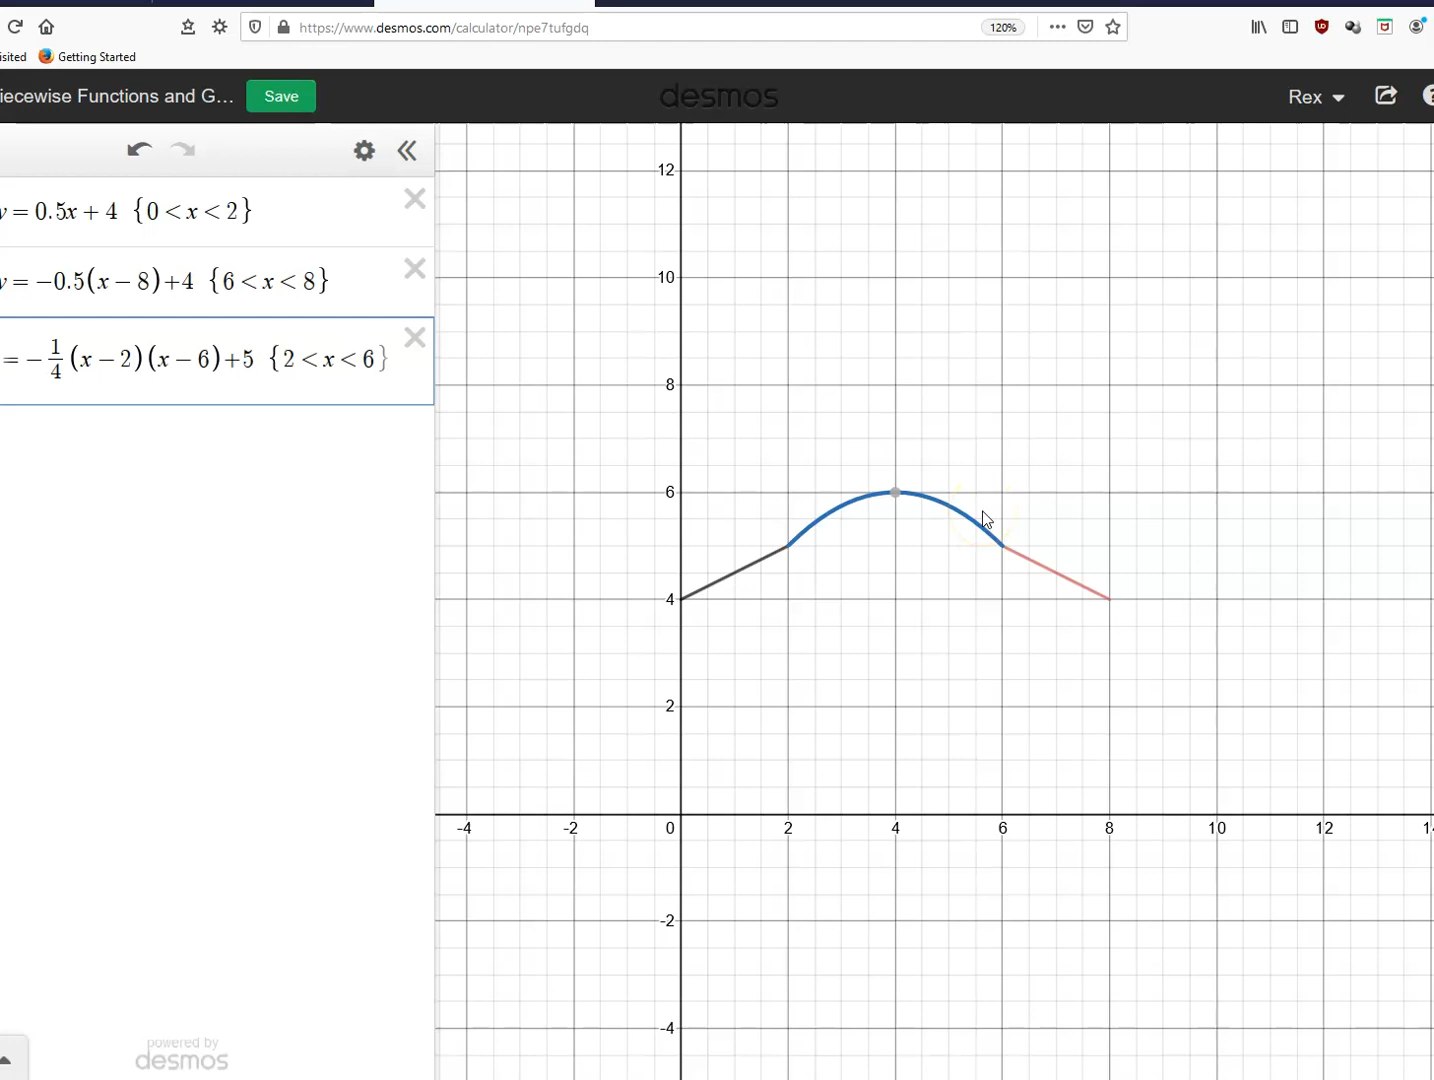 https://www.desmos.com/calculator/npe7tufgdq
120%
isited Getting Started
iecewise Functions and G...
Save
desmos
Rex
y = 0.5x + 4 {0 < x < 2}
y = −0.5(x − 8)+4 {6 < x < 8}
= −1/4(x − 2)(x − 6)+5 {2 < x < 6}
12
10
8
6
4
2
-4 -2 0 2 4 6 8 10 12 14
-2
-4
powered by
desmos